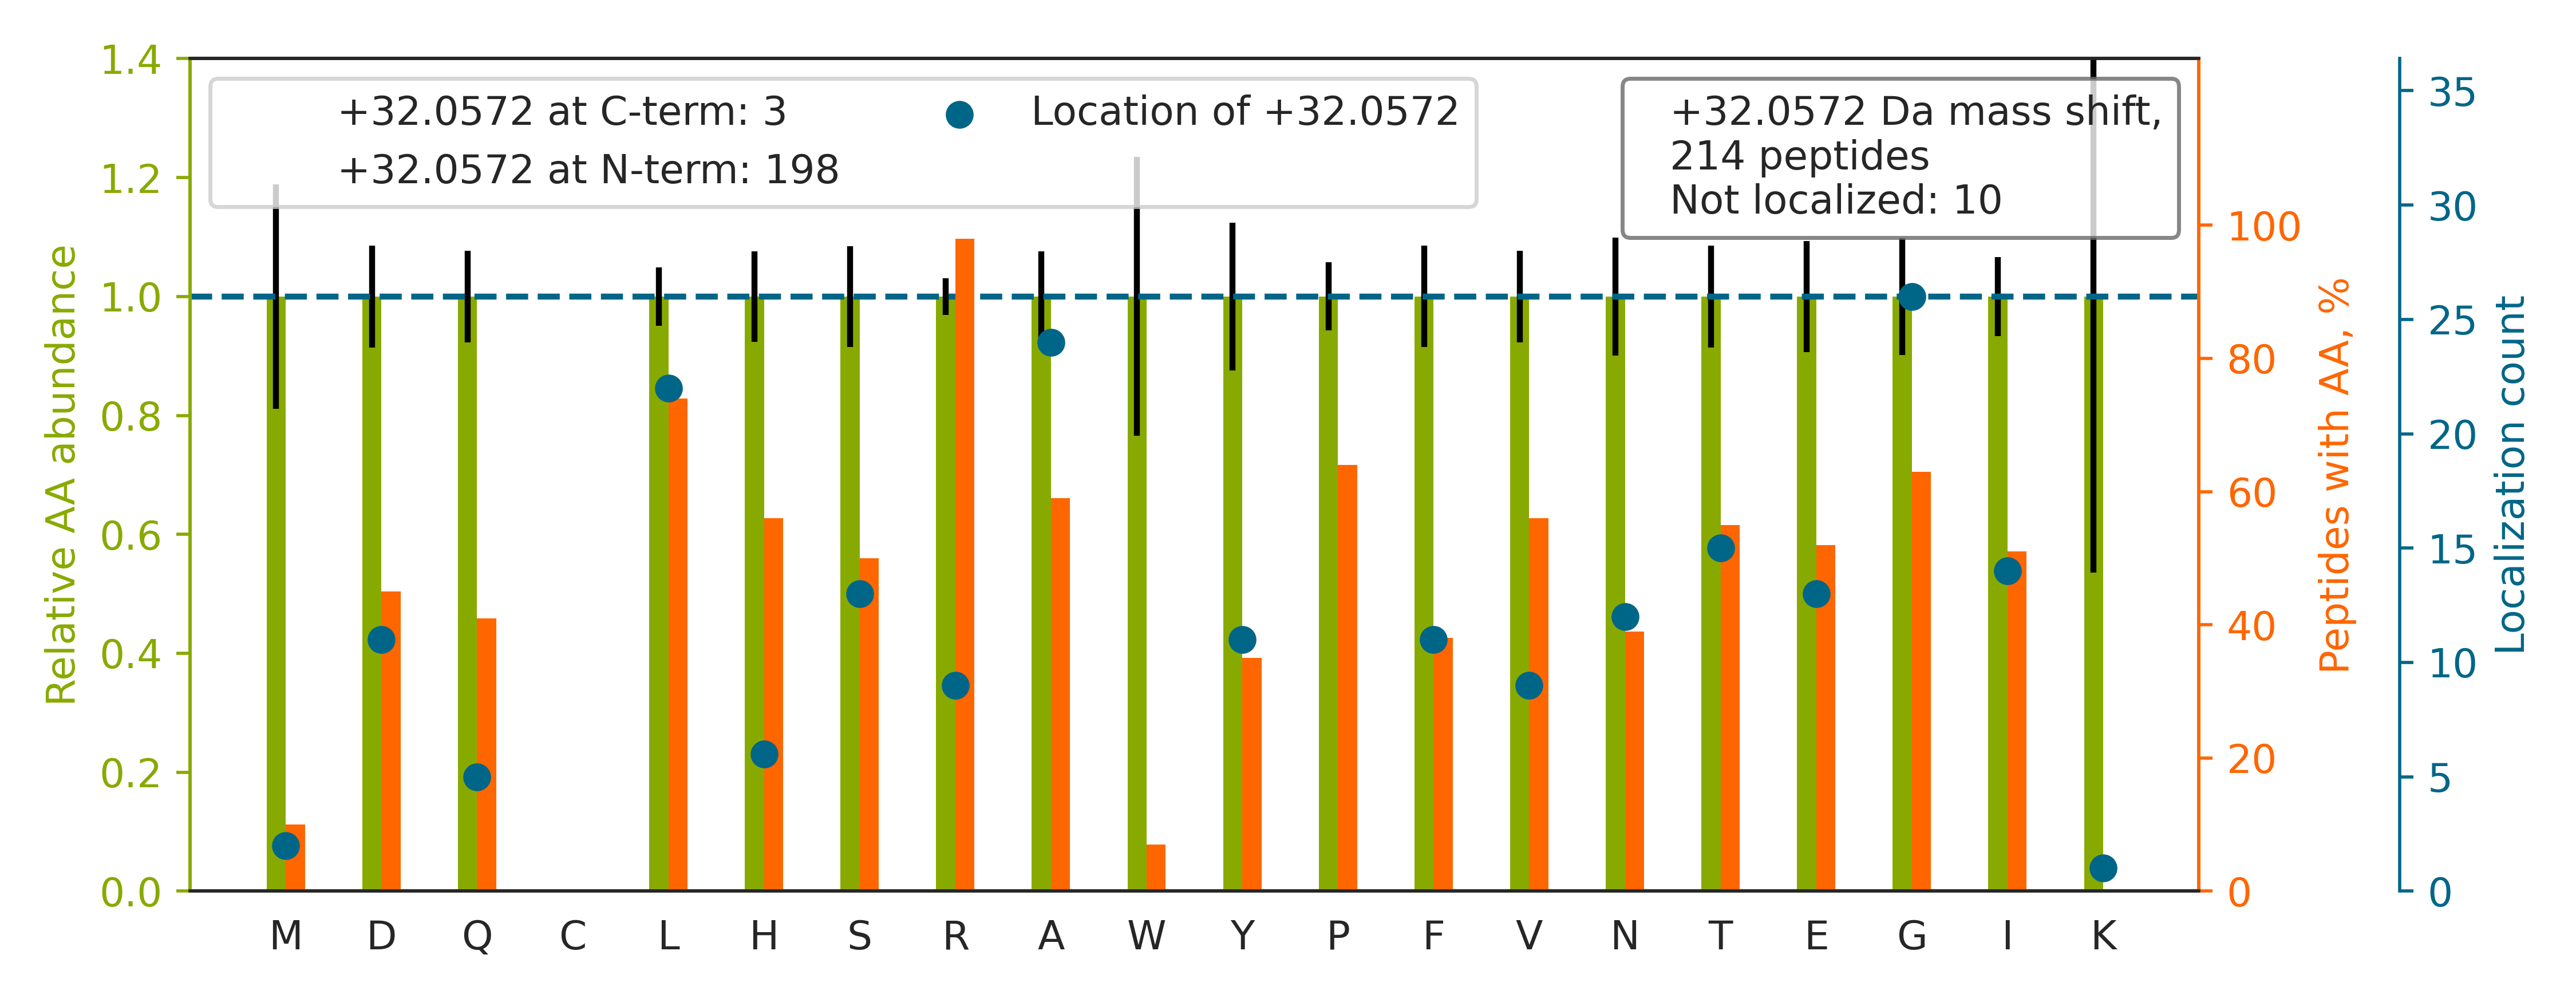 +32.0572 at C-term: 3
+32.0572 at N-term: 198
Location of +32.0572
+32.0572 Da mass shift,
214 peptides
Not localized: 10
Relative AA abundance
1.4
1.2
1.0
0.8
0.6
0.4
0.2
0.0
M D Q C L H S R A W Y P F V N T E G I K
100
80
60
40
20
0
Peptides with AA, %
35
30
25
20
15
10
5
0
Localization count